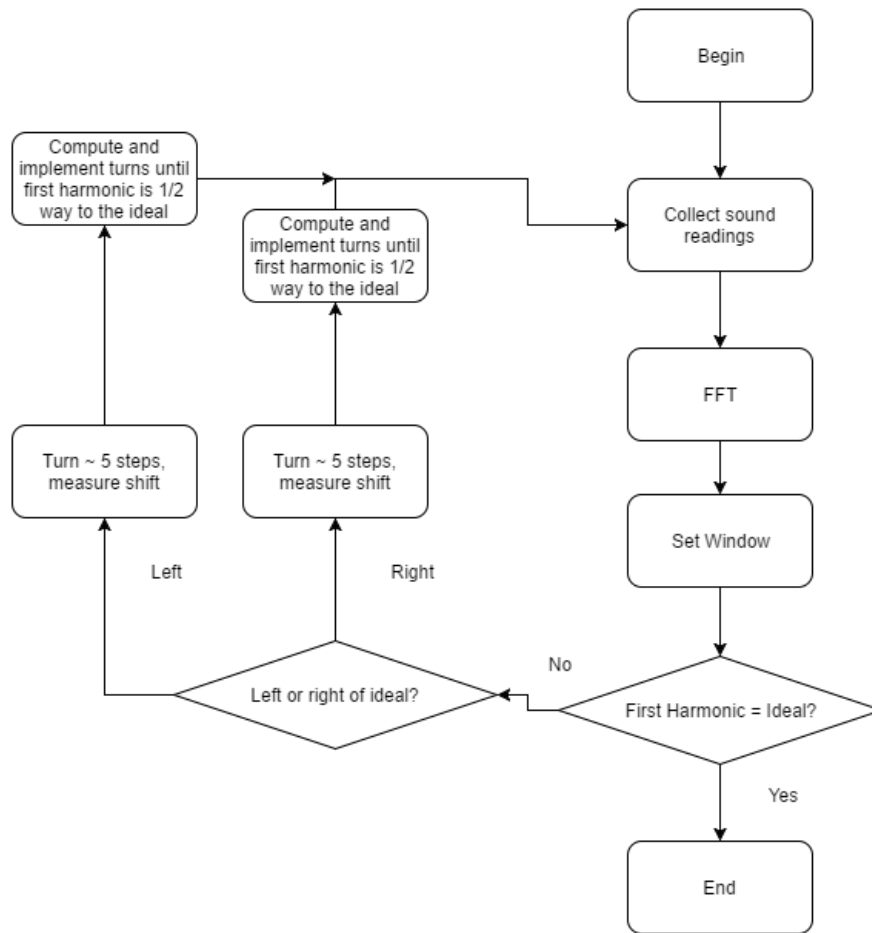 Begin
Compute and
implement turns until
first harmonic is 1/2
way to the ideal
Collect sound
readings
Compute and
implement turns until
first harmonic is 1/2
way to the ideal
FFT
Turn ~ 5 steps,
measure shift
Turn ~ 5 steps,
measure shift
Set Window
Left
Right
No
Left or right of ideal?
First Harmonic = Ideal?
Yes
End